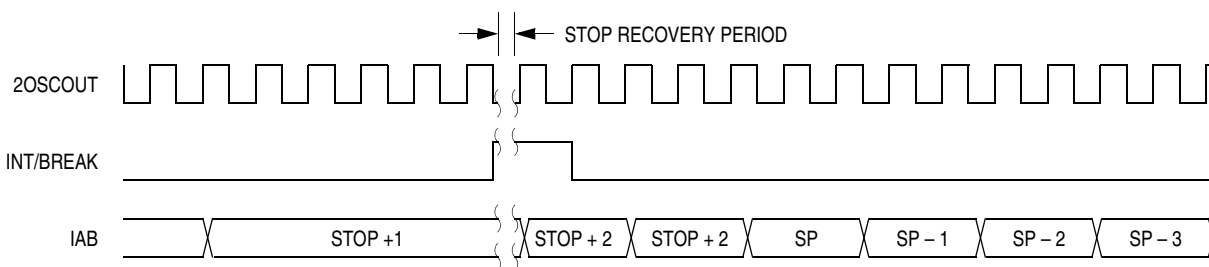 STOP RECOVERY PERIOD
2OSCOUT
INT/BREAK
IAB STOP +1 STOP + 2 STOP + 2 SP SP – 1 SP – 2 SP – 3